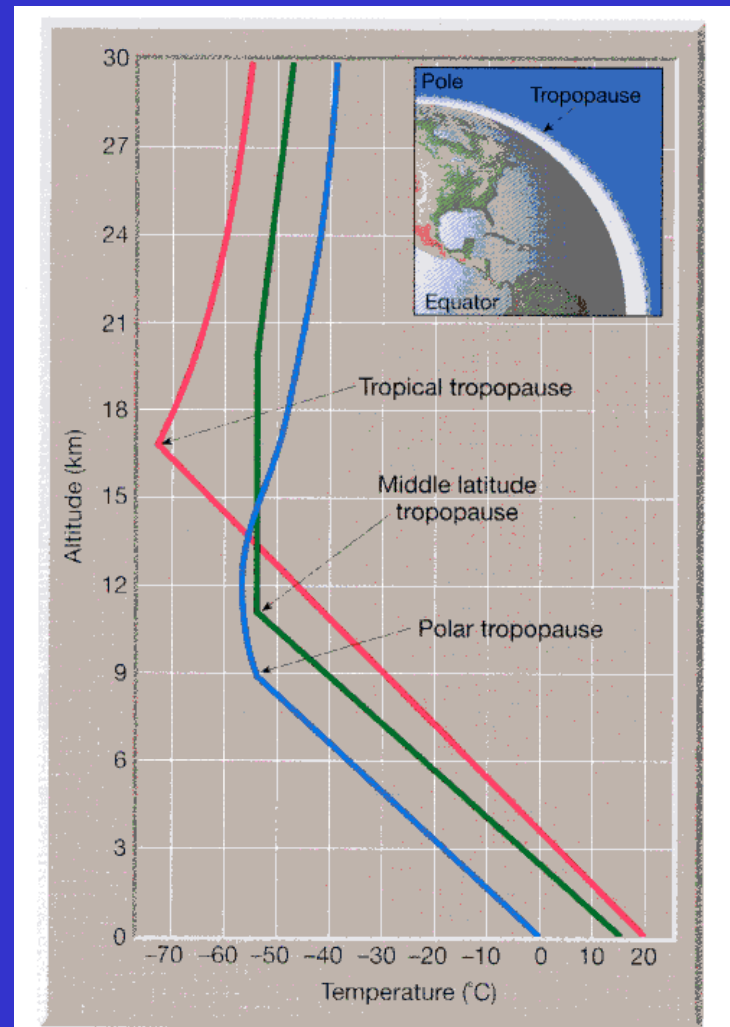 30
27
24
21
18
15
12
9
6
3
0
Altitude (km)
Pole
Tropopause
Equator
Tropical tropopause
Middle latitude
tropopause
Polar tropopause
–70 –60 –50 –40 –30 –20 –10 0 10 20
Temperature (°C)